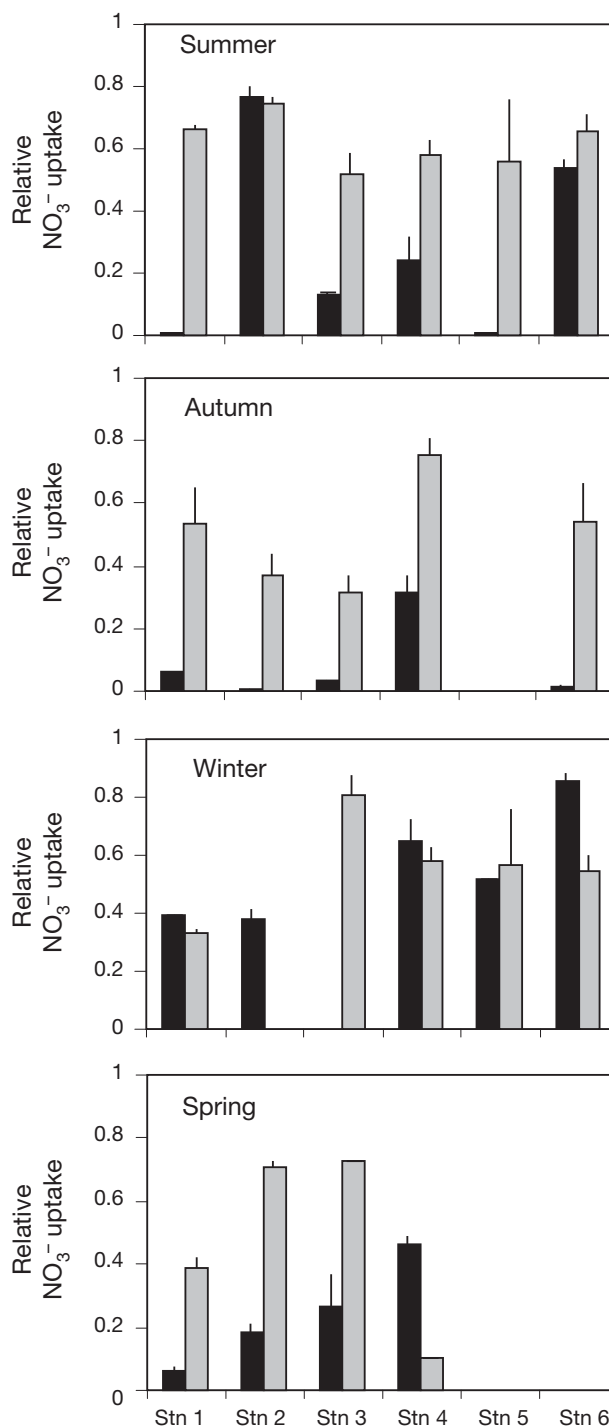 1
Summer
0.8
0.6
0.4
0.2
0
Relative
NO₃⁻ uptake
1
Autumn
0.8
0.6
0.4
0.2
0
Relative
NO₃⁻ uptake
1
Winter
0.8
0.6
0.4
0.2
0
Relative
NO₃⁻ uptake
1
Spring
0.8
0.6
0.4
0.2
0
Relative
NO₃⁻ uptake
Stn 1 Stn 2 Stn 3 Stn 4 Stn 5 Stn 6